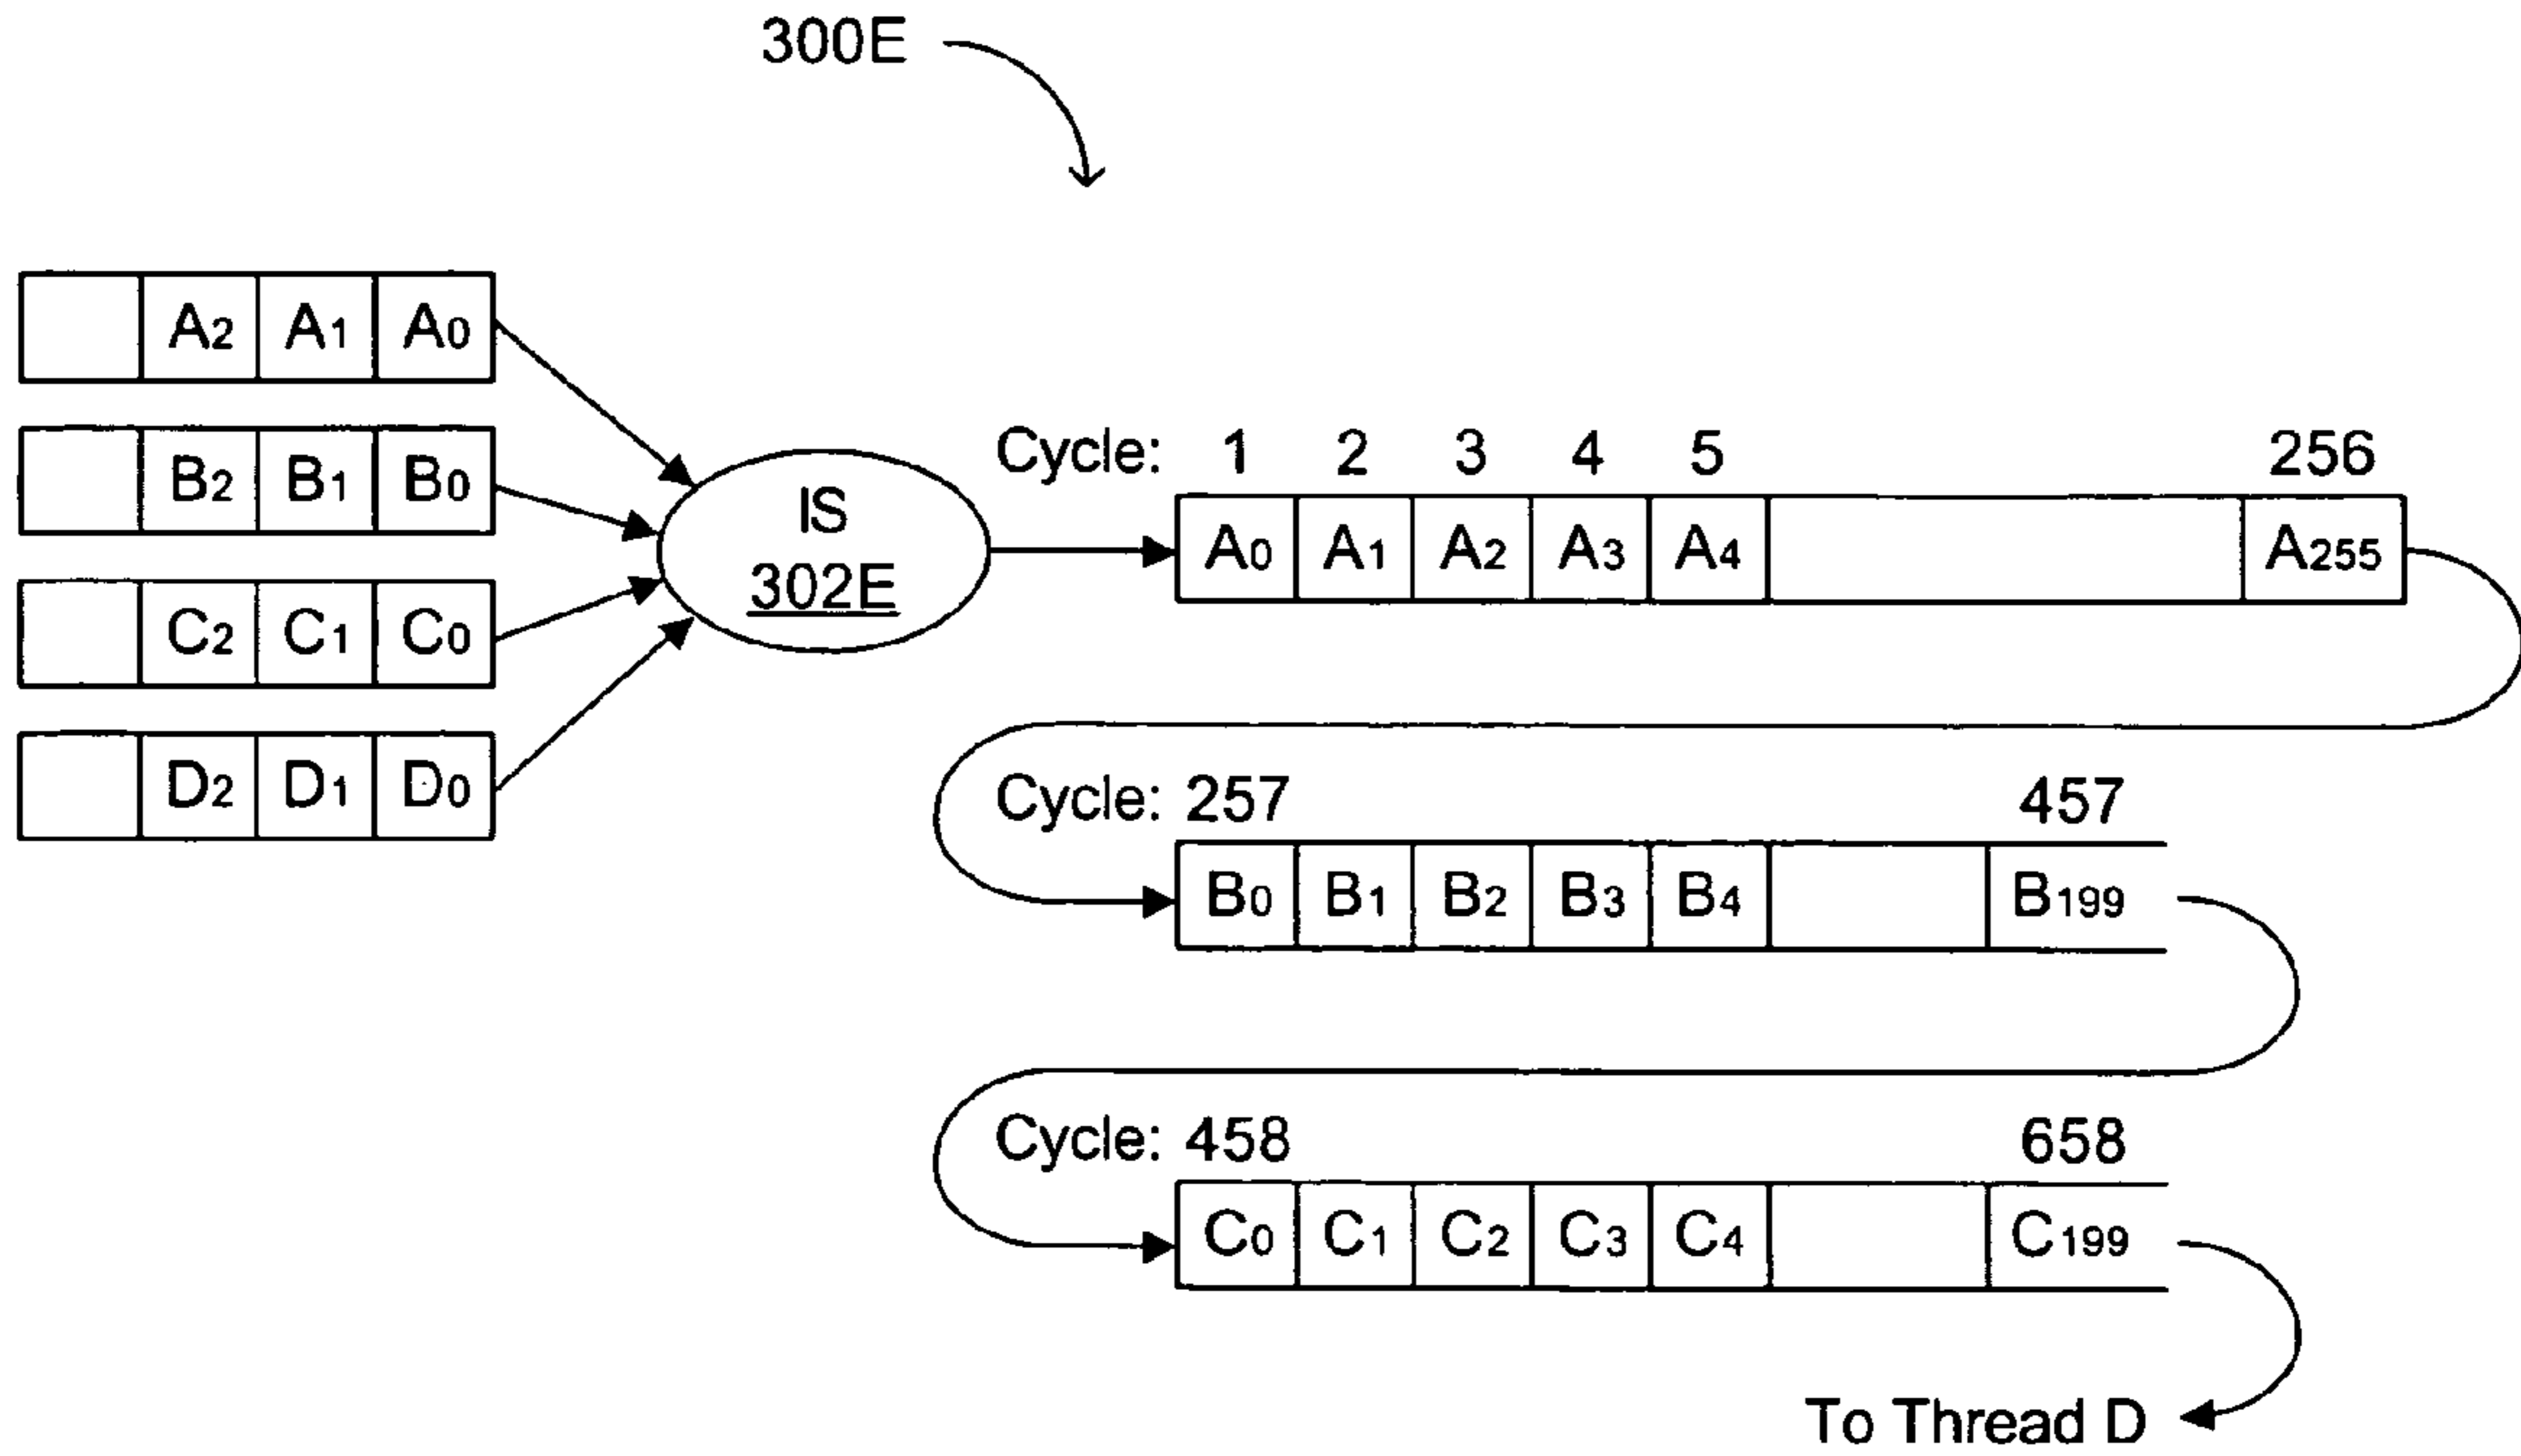 300E
A2 A1 A0
B2 B1 B0
C2 C1 C0
D2 D1 D0
IS
302E
Cycle: 1 2 3 4 5 256
A0 A1 A2 A3 A4 A255
Cycle: 257 457
B0 B1 B2 B3 B4 B199
Cycle: 458 658
C0 C1 C2 C3 C4 C199
To Thread D